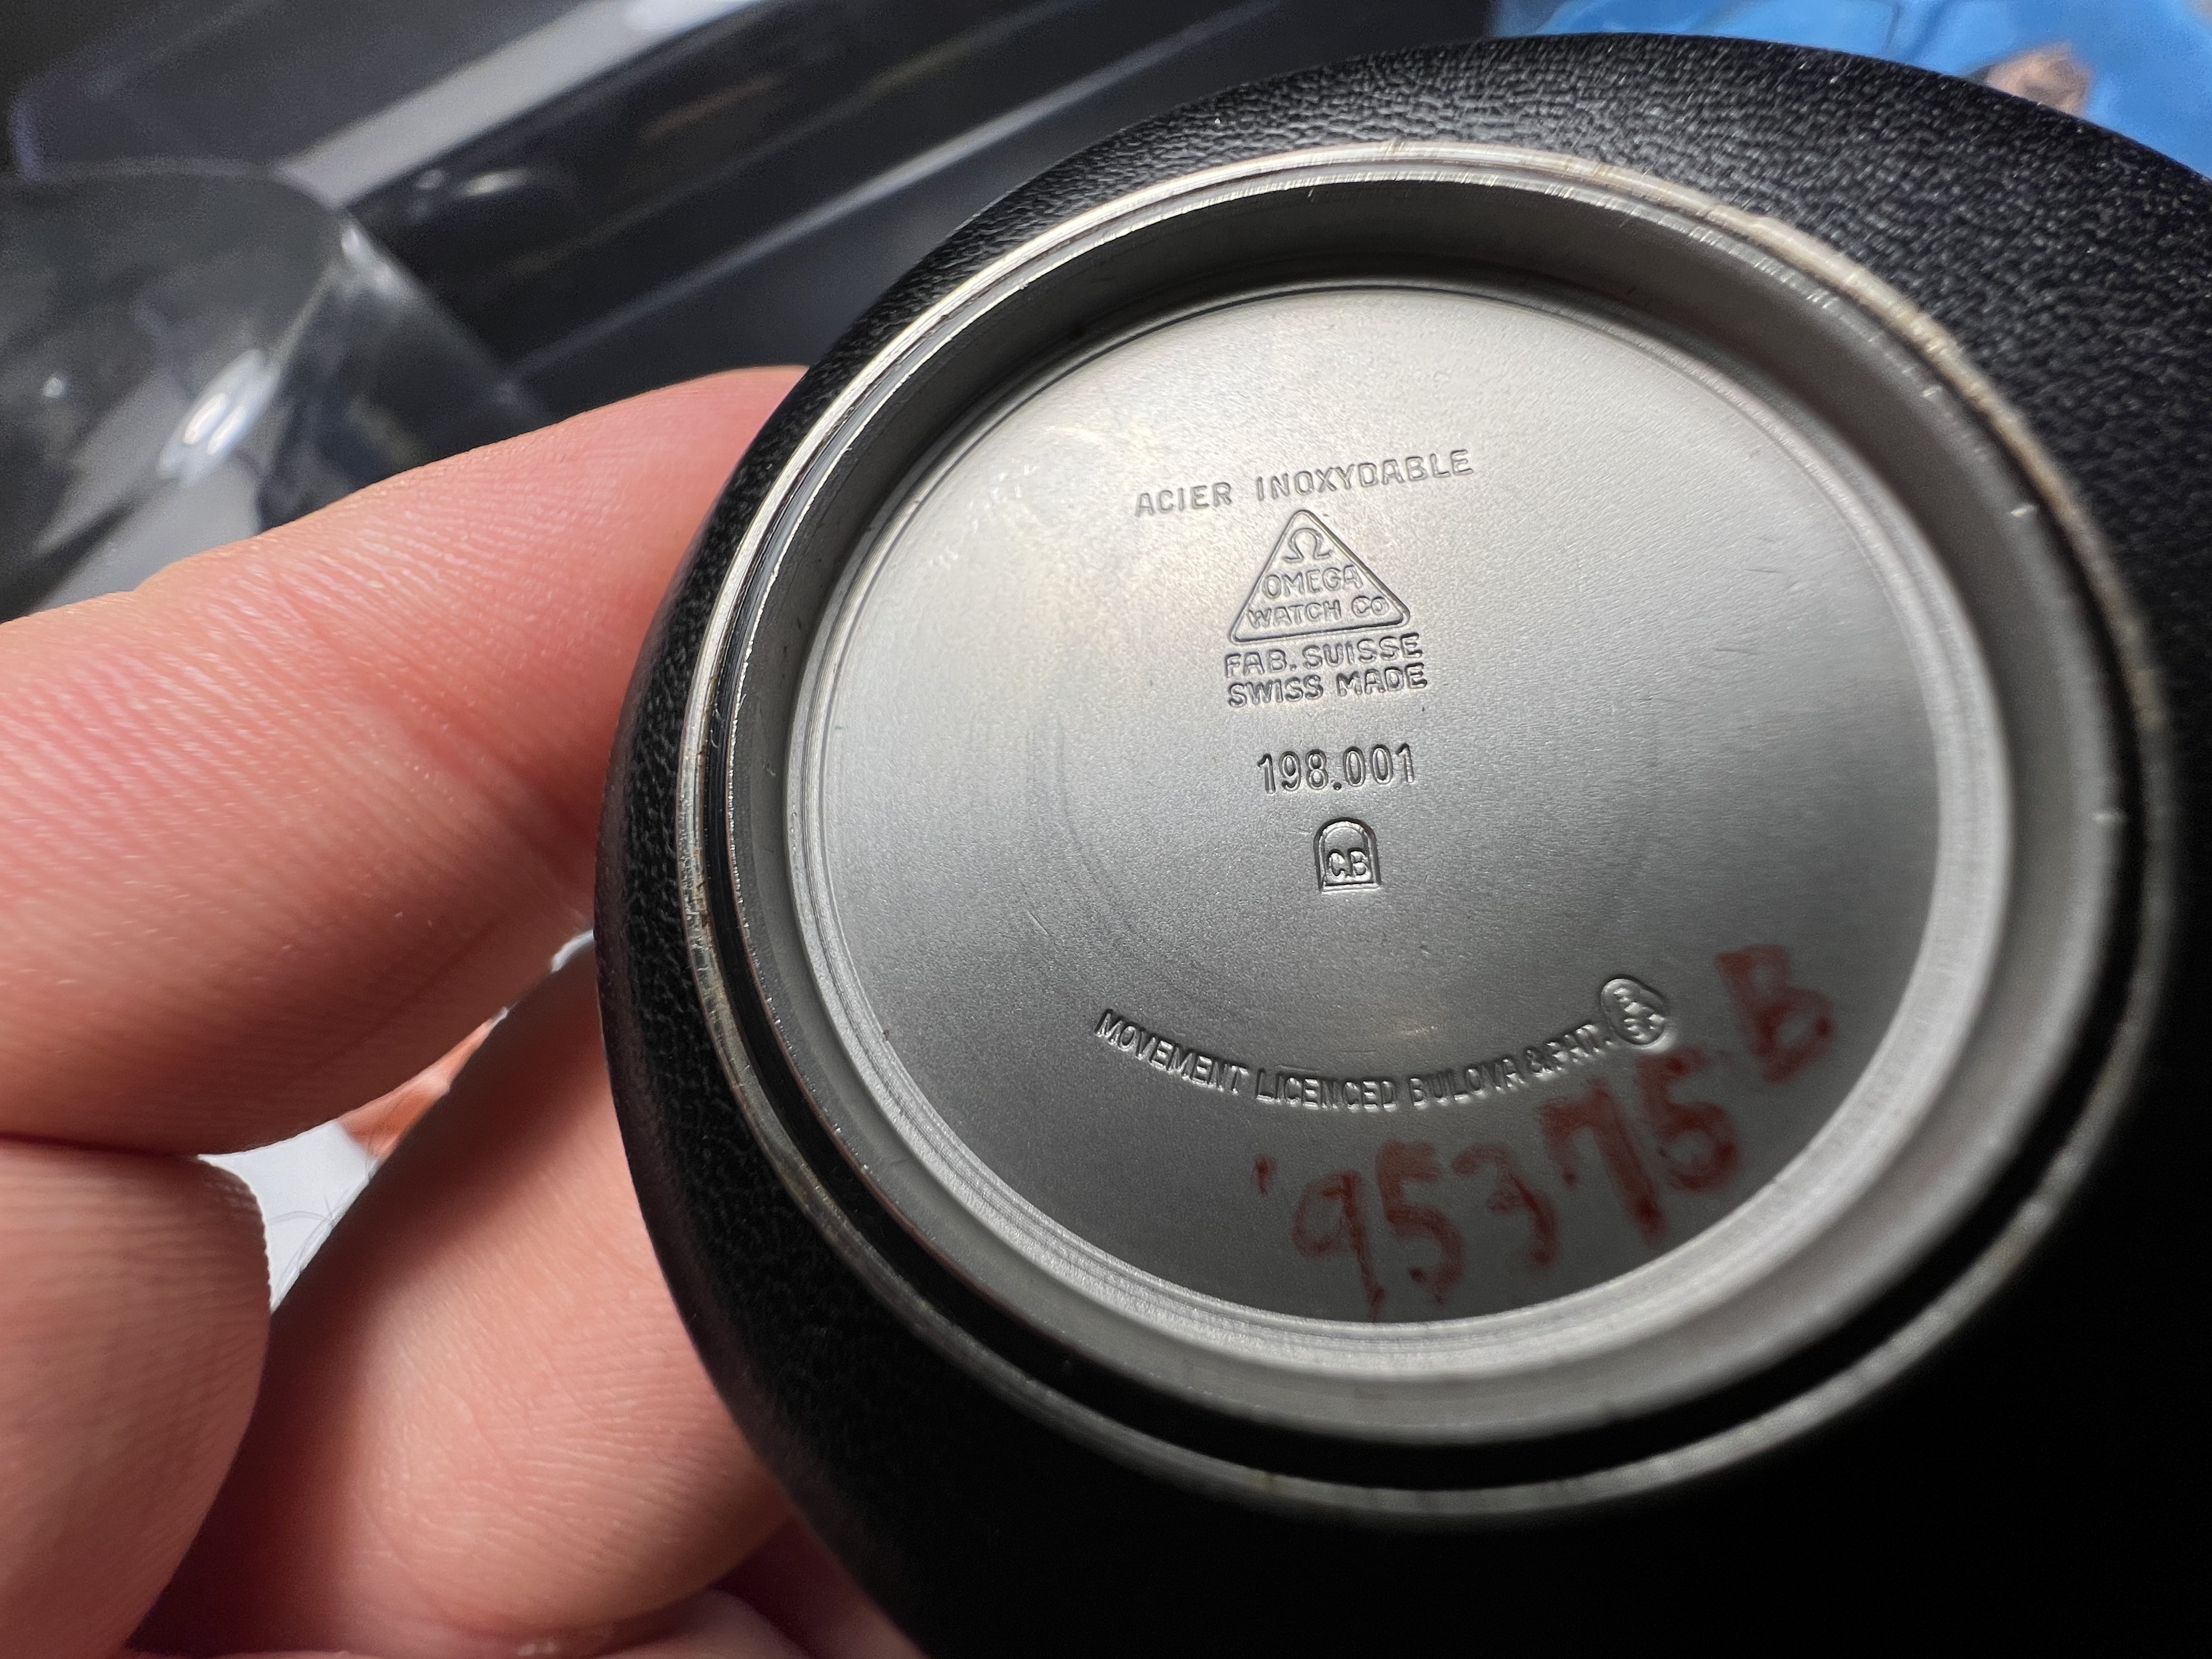 ACIER INOXYDABLE
Ω
OMEGA
WATCH Co
FAB. SUISSE
SWISS MADE
198.001
CB
MOVEMENT LICENCED BULOVA & PAT.
'95375 B